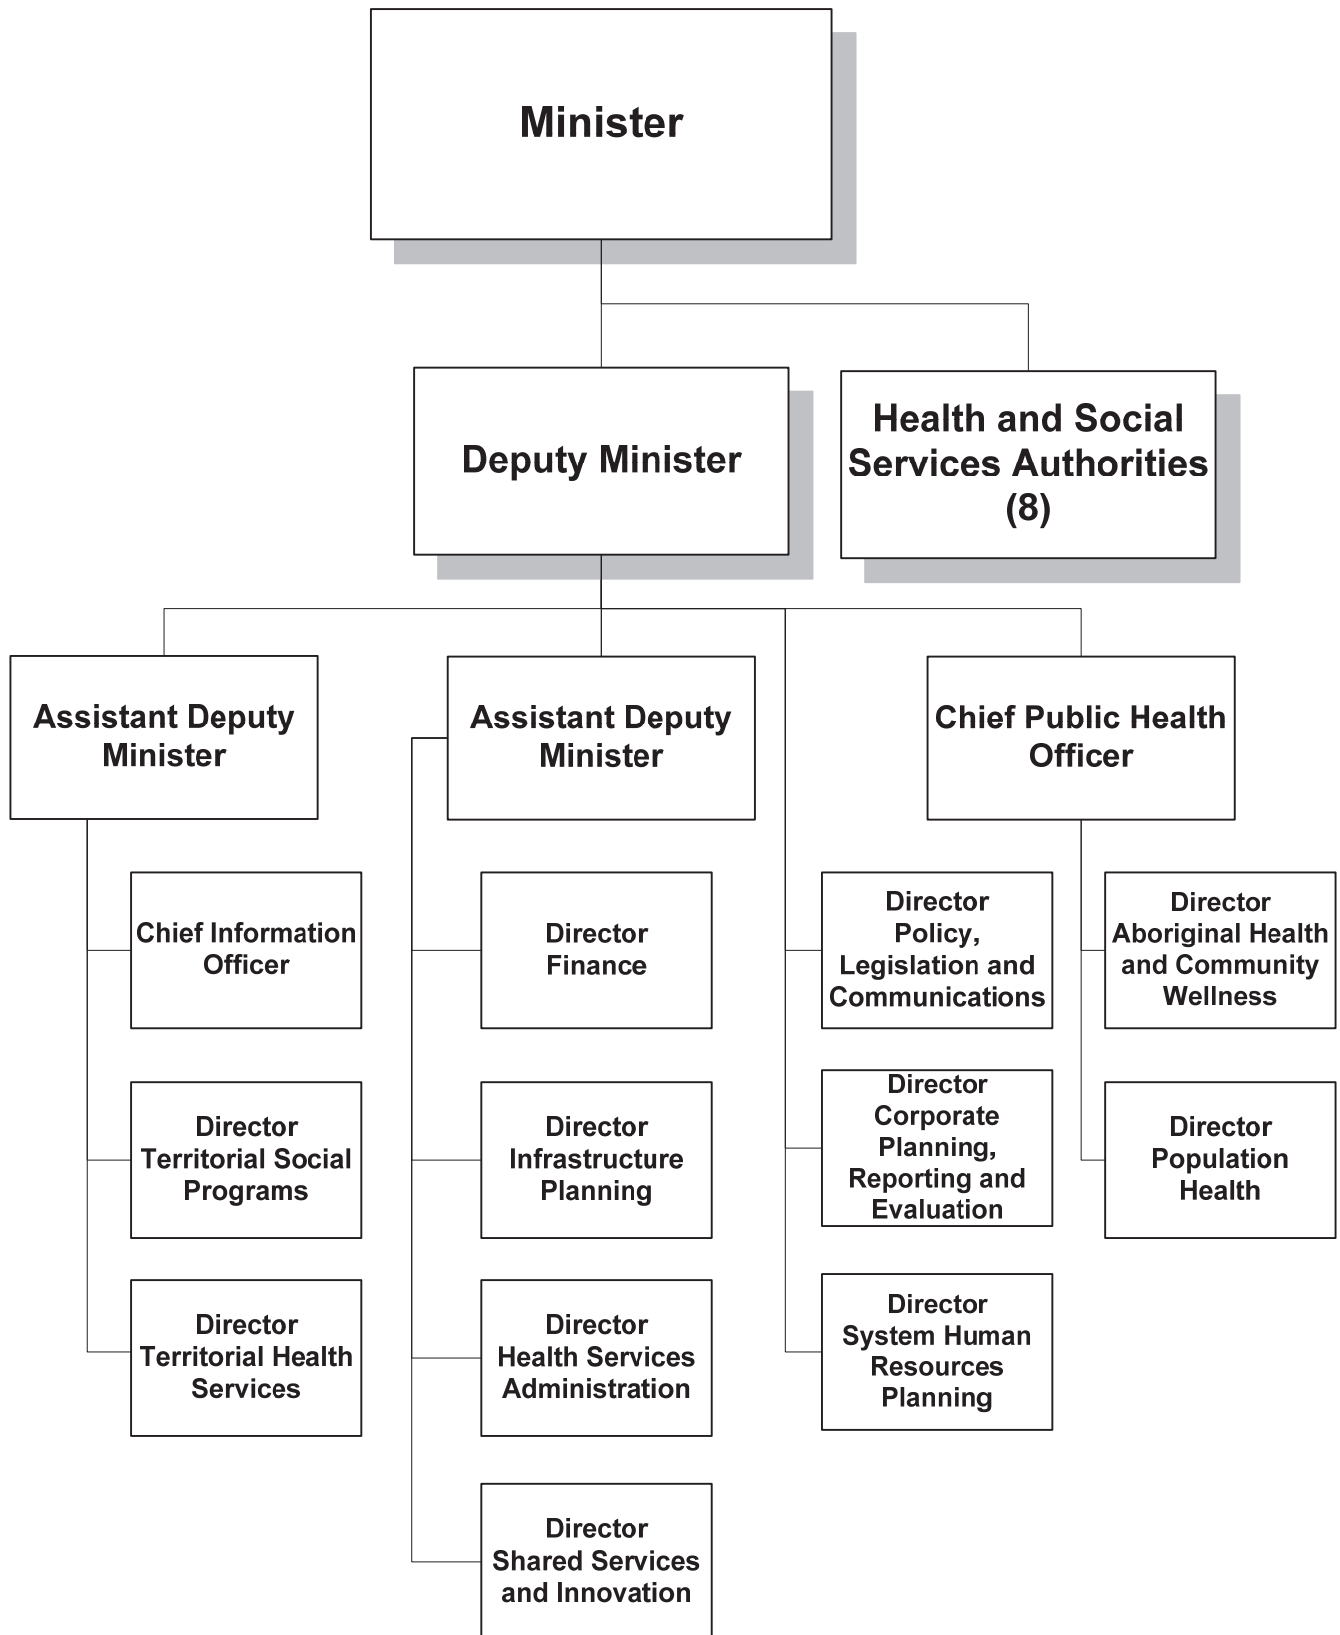 Minister
Deputy Minister
Health and Social
Services Authorities
(8)
Assistant Deputy
Minister
Assistant Deputy
Minister
Chief Public Health
Officer
Chief Information
Officer
Director
Territorial Social
Programs
Director
Territorial Health
Services
Director
Finance
Director
Infrastructure
Planning
Director
Health Services
Administration
Director
Shared Services
and Innovation
Director
Policy,
Legislation and
Communications
Director
Corporate
Planning,
Reporting and
Evaluation
Director
System Human
Resources
Planning
Director
Aboriginal Health
and Community
Wellness
Director
Population
Health